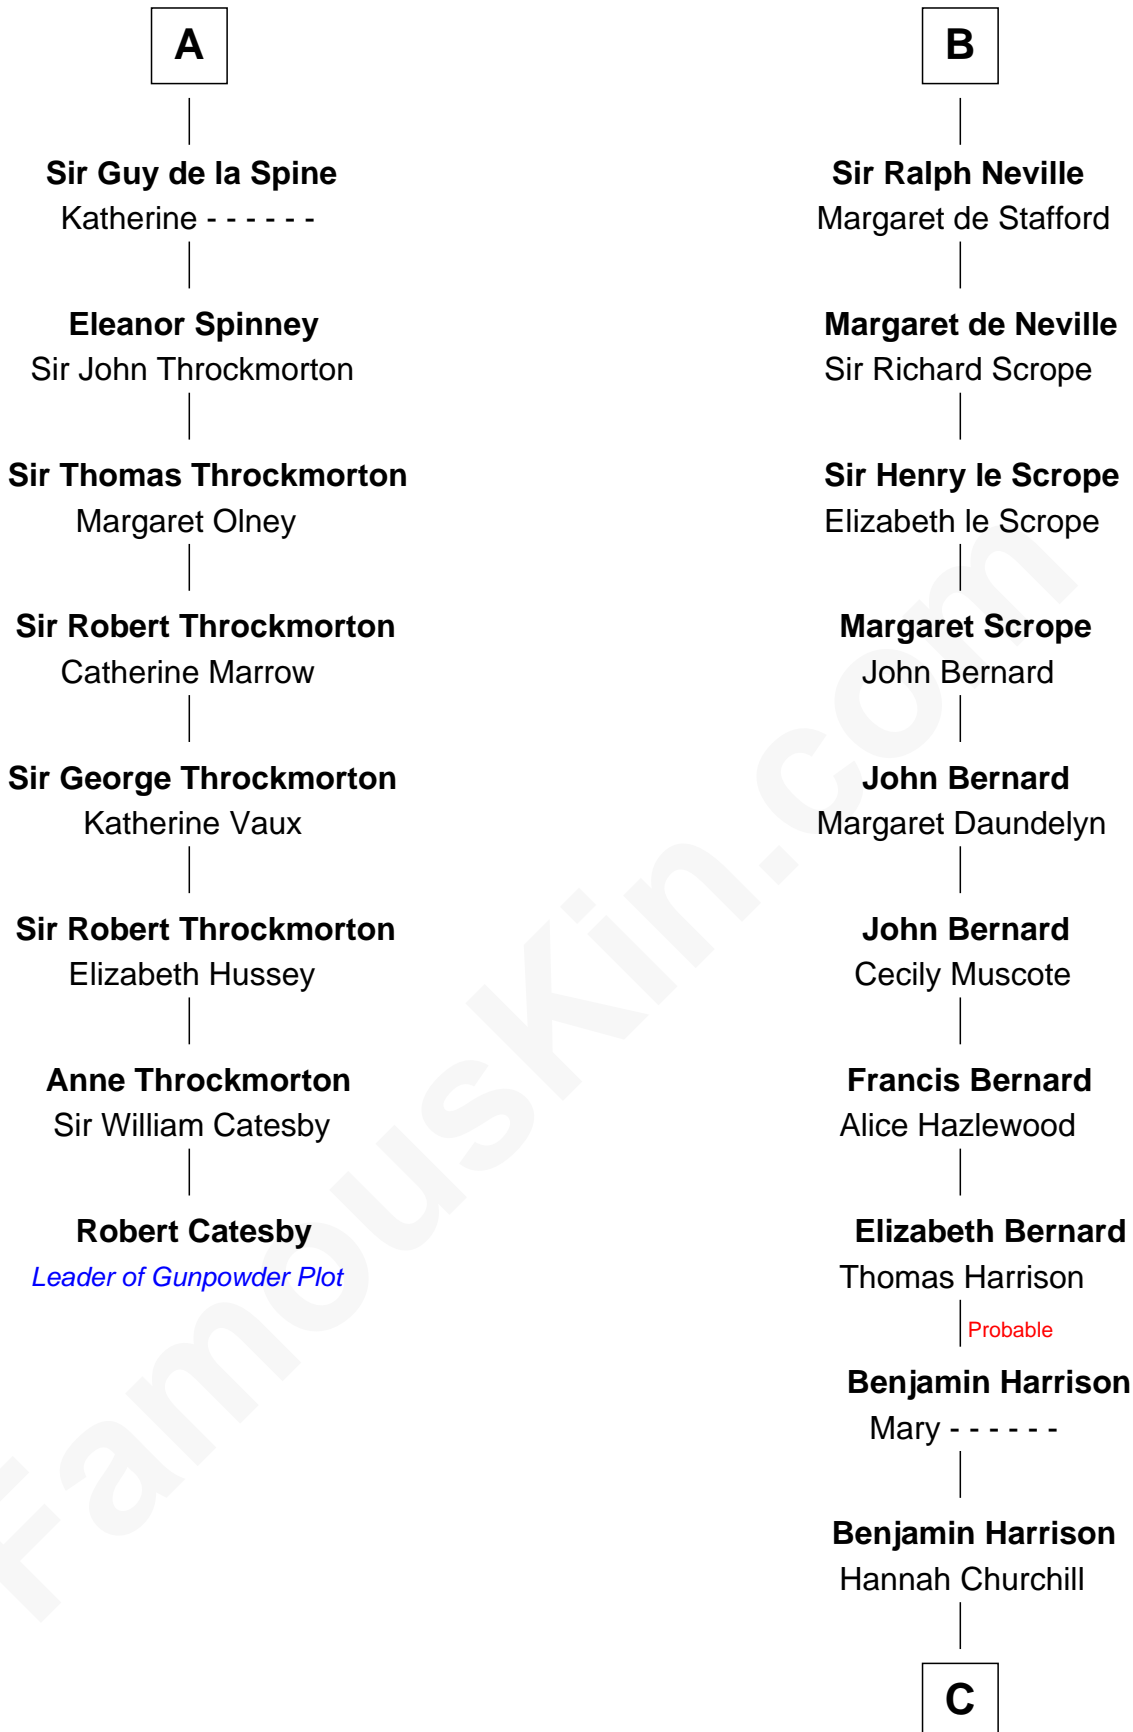 A
Sir Guy de la Spine
Katherine - - - - - -
Eleanor Spinney
Sir John Throckmorton
Sir Thomas Throckmorton
Margaret Olney
Sir Robert Throckmorton
Catherine Marrow
Sir George Throckmorton
Katherine Vaux
Sir Robert Throckmorton
Elizabeth Hussey
Anne Throckmorton
Sir William Catesby
Robert Catesby
Leader of Gunpowder Plot
B
Sir Ralph Neville
Margaret de Stafford
Margaret de Neville
Sir Richard Scrope
Sir Henry le Scrope
Elizabeth le Scrope
Margaret Scrope
John Bernard
John Bernard
Margaret Daundelyn
John Bernard
Cecily Muscote
Francis Bernard
Alice Hazlewood
Elizabeth Bernard
Thomas Harrison
Probable
Benjamin Harrison
Mary - - - - - -
Benjamin Harrison
Hannah Churchill
C
FamousKin.com